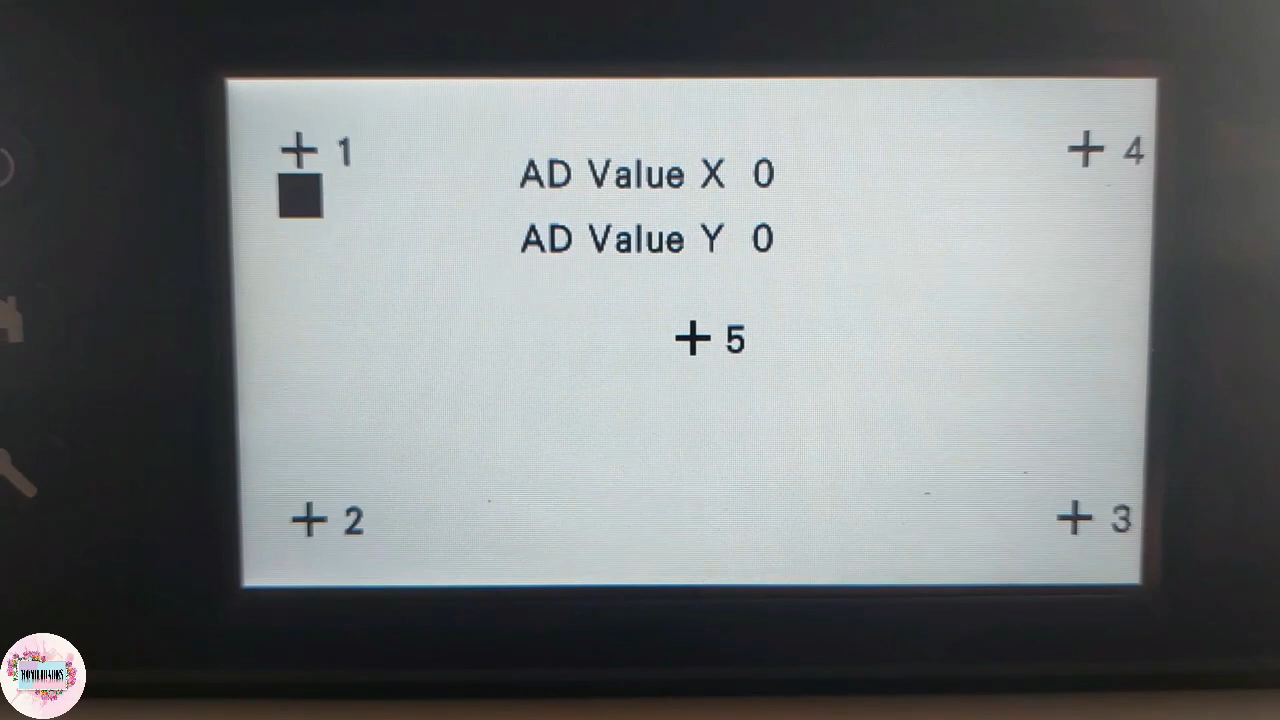 + 1
+ 4
AD Value X 0
AD Value Y 0
+ 5
+ 2
+ 3